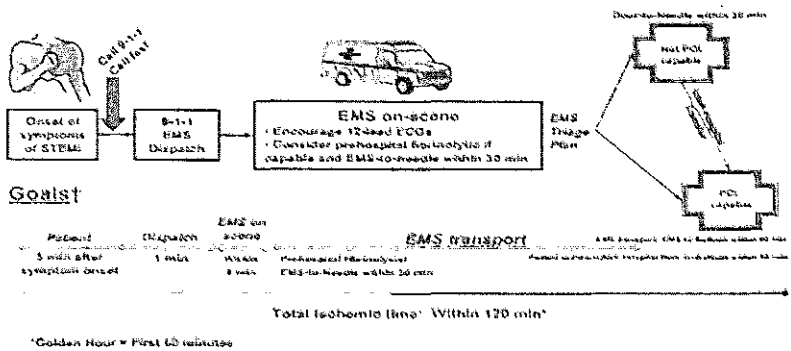 Door-to-Needle within 30 min
Call 9-1-1
Call fast
Not PCI
capable
Onset of
symptoms
of STEMI
9-1-1
EMS
Dispatch
EMS on-scene
• Encourage 12-lead ECGs
• Consider prehospital fibrinolytic if
capable and EMS-to-needle within 30 min
EMS
Triage
Plan
PCI
capable
Goals†
Patient
5 min after
symptom onset
Dispatch
1 min
EMS on
scene
Within
8 min
EMS transport
Prehospital fibrinolysis:
EMS-to-Needle within 30 min
Total ischemic time: Within 120 min*
*Golden Hour = First 60 minutes